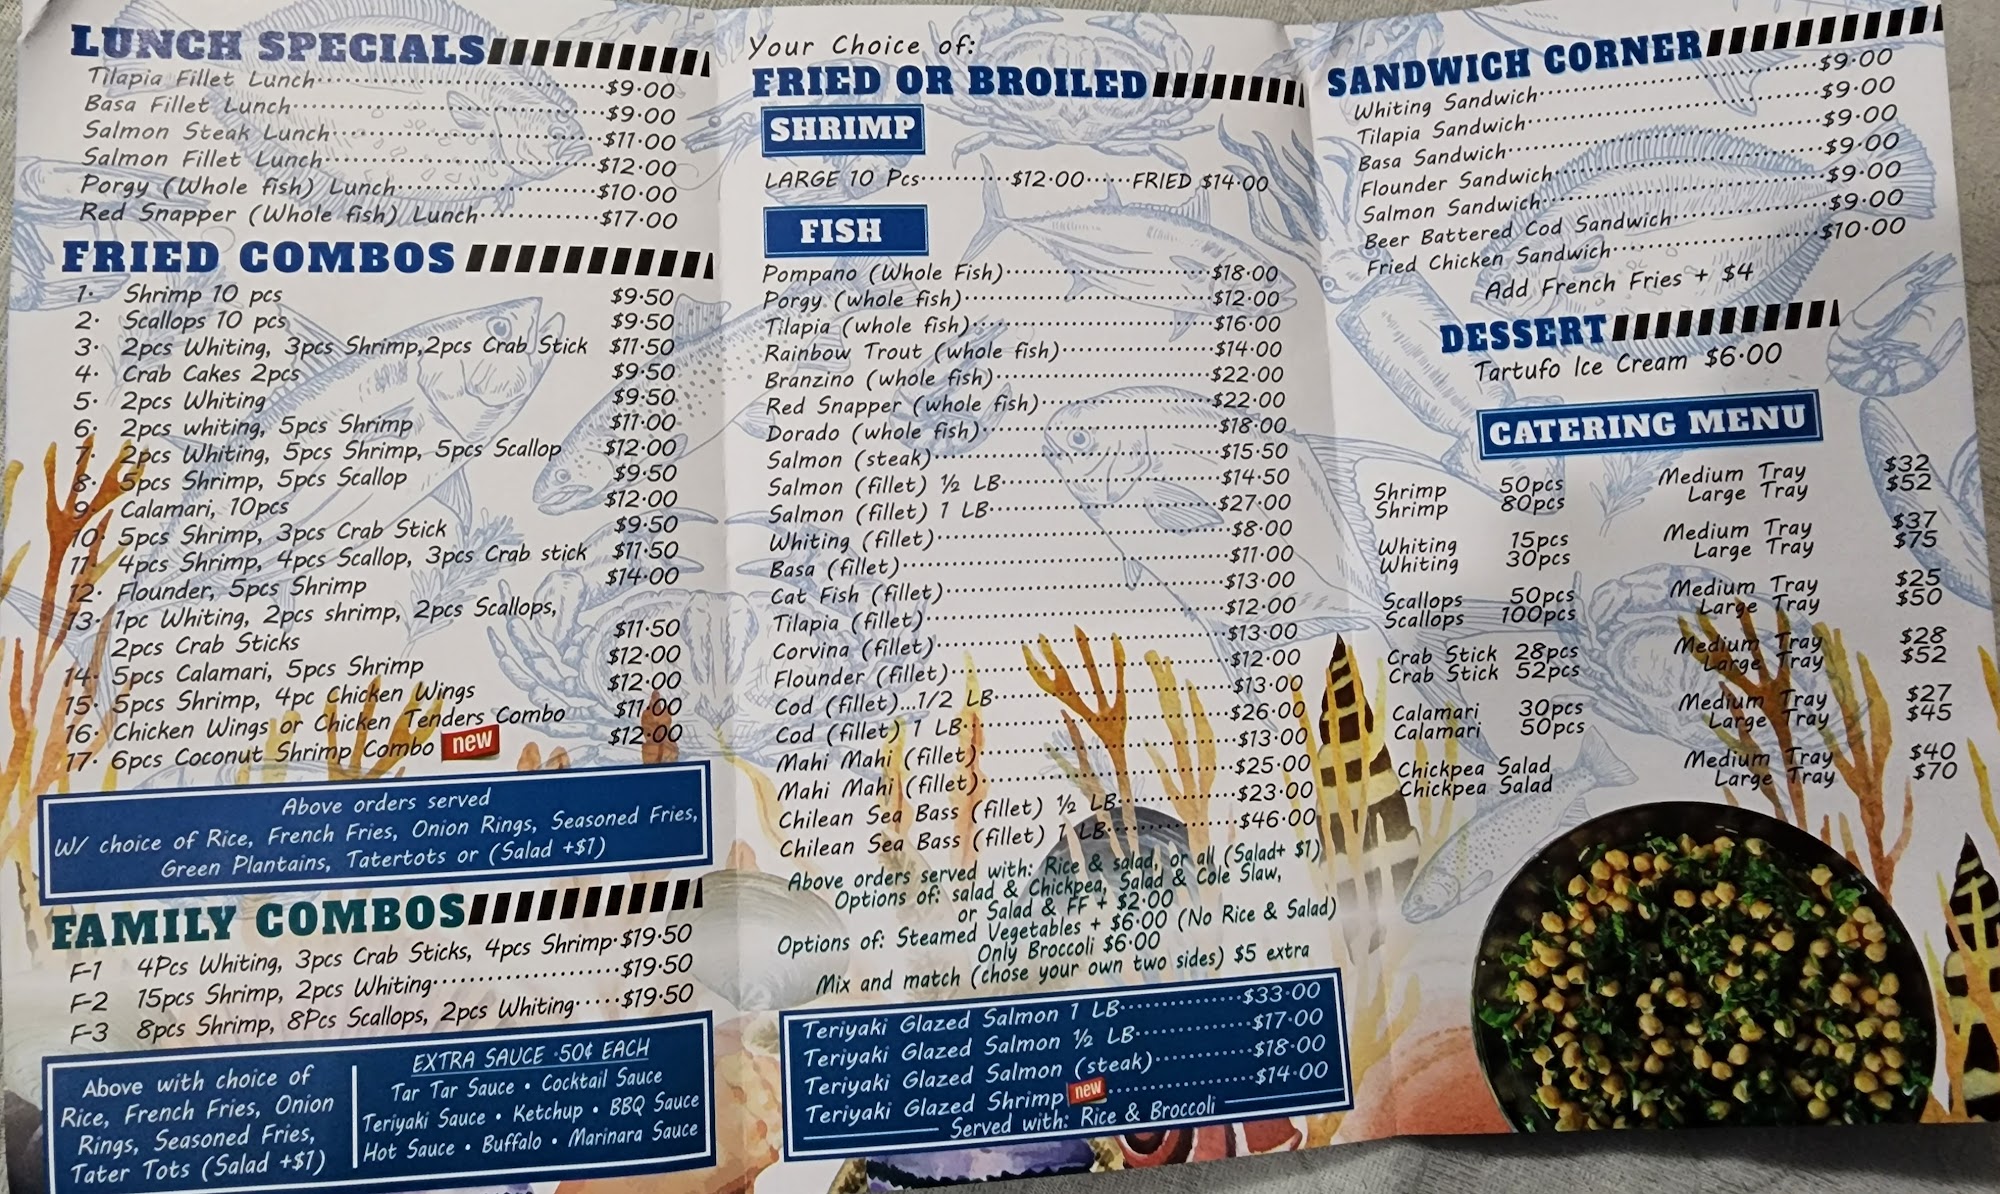 LUNCH SPECIALS
Tilapia Fillet Lunch $9.00
Basa Fillet Lunch $9.00
Salmon Steak Lunch $11.00
Salmon Fillet Lunch $12.00
Porgy (Whole fish) Lunch $10.00
Red Snapper (Whole fish) Lunch $17.00
FRIED COMBOS
1. Shrimp 10 pcs $9.50
2. Scallops 10 pcs $9.50
3. 2pcs Whiting, 3pcs Shrimp,2pcs Crab Stick $11.50
4. Crab Cakes 2pcs $9.50
5. 2pcs Whiting $9.50
6. 2pcs whiting, 5pcs Shrimp $11.00
7. 2pcs Whiting, 5pcs Shrimp, 5pcs Scallop $12.00
8. 5pcs Shrimp, 5pcs Scallop $9.50
9. Calamari, 10pcs $12.00
10. 5pcs Shrimp, 3pcs Crab Stick $9.50
11. 4pcs Shrimp, 4pcs Scallop, 3pcs Crab stick $11.50
12. Flounder, 5pcs Shrimp $14.00
13. 1pc Whiting, 2pcs shrimp, 2pcs Scallops,
2pcs Crab Sticks $11.50
14. 5pcs Calamari, 5pcs Shrimp $12.00
15. 5pcs Shrimp, 4pc Chicken Wings $12.00
16. Chicken Wings or Chicken Tenders Combo $11.00
17. 6pcs Coconut Shrimp Combo new $12.00
Above orders served
W/ choice of Rice, French Fries, Onion Rings, Seasoned Fries,
Green Plantains, Tatertots or (Salad +$1)
FAMILY COMBOS
F-1 4Pcs Whiting, 3pcs Crab Sticks, 4pcs Shrimp $19.50
F-2 15pcs Shrimp, 2pcs Whiting $19.50
F-3 8pcs Shrimp, 8Pcs Scallops, 2pcs Whiting $19.50
Above with choice of
Rice, French Fries, Onion
Rings, Seasoned Fries,
Tater Tots (Salad +$1)
EXTRA SAUCE .50¢ EACH
Tar Tar Sauce • Cocktail Sauce
Teriyaki Sauce • Ketchup • BBQ Sauce
Hot Sauce • Buffalo • Marinara Sauce
Your Choice of:
FRIED OR BROILED
SHRIMP
LARGE 10 Pcs $12.00 FRIED $14.00
FISH
Pompano (Whole Fish) $18.00
Porgy (whole fish) $12.00
Tilapia (whole fish) $16.00
Rainbow Trout (whole fish) $14.00
Branzino (whole fish) $22.00
Red Snapper (whole fish) $22.00
Dorado (whole fish) $18.00
Salmon (steak) $15.50
Salmon (fillet) ½ LB $14.50
Salmon (fillet) 1 LB $27.00
Whiting (fillet) $8.00
Basa (fillet) $11.00
Cat Fish (fillet) $13.00
Tilapia (fillet) $12.00
Corvina (fillet) $13.00
Flounder (fillet) $12.00
Cod (fillet)...1/2 LB $13.00
Cod (fillet) 1 LB $26.00
Mahi Mahi (fillet) $13.00
Mahi Mahi (fillet) $25.00
Chilean Sea Bass (fillet) ½ LB $23.00
Chilean Sea Bass (fillet) 1 LB $46.00
Above orders served with: Rice & salad, or all (Salad+ $1)
Options of: salad & Chickpea, Salad & Cole Slaw,
or Salad & FF + $2.00
Options of: Steamed Vegetables + $6.00 (No Rice & Salad)
Only Broccoli $6.00
Mix and match (chose your own two sides) $5 extra
Teriyaki Glazed Salmon 1 LB $33.00
Teriyaki Glazed Salmon ½ LB $17.00
Teriyaki Glazed Salmon (steak) $18.00
Teriyaki Glazed Shrimp new $14.00
Served with: Rice & Broccoli
SANDWICH CORNER
Whiting Sandwich $9.00
Tilapia Sandwich $9.00
Basa Sandwich $9.00
Flounder Sandwich $9.00
Salmon Sandwich $9.00
Beer Battered Cod Sandwich $9.00
Fried Chicken Sandwich $10.00
Add French Fries + $4
DESSERT
Tartufo Ice Cream $6.00
CATERING MENU
Shrimp 50pcs Medium Tray $32
Shrimp 80pcs Large Tray $52
Whiting 15pcs Medium Tray $37
Whiting 30pcs Large Tray $75
Scallops 50pcs Medium Tray $25
Scallops 100pcs Large Tray $50
Crab Stick 28pcs Medium Tray $28
Crab Stick 52pcs Large Tray $52
Calamari 30pcs Medium Tray $27
Calamari 50pcs Large Tray $45
Chickpea Salad Medium Tray $40
Chickpea Salad Large Tray $70